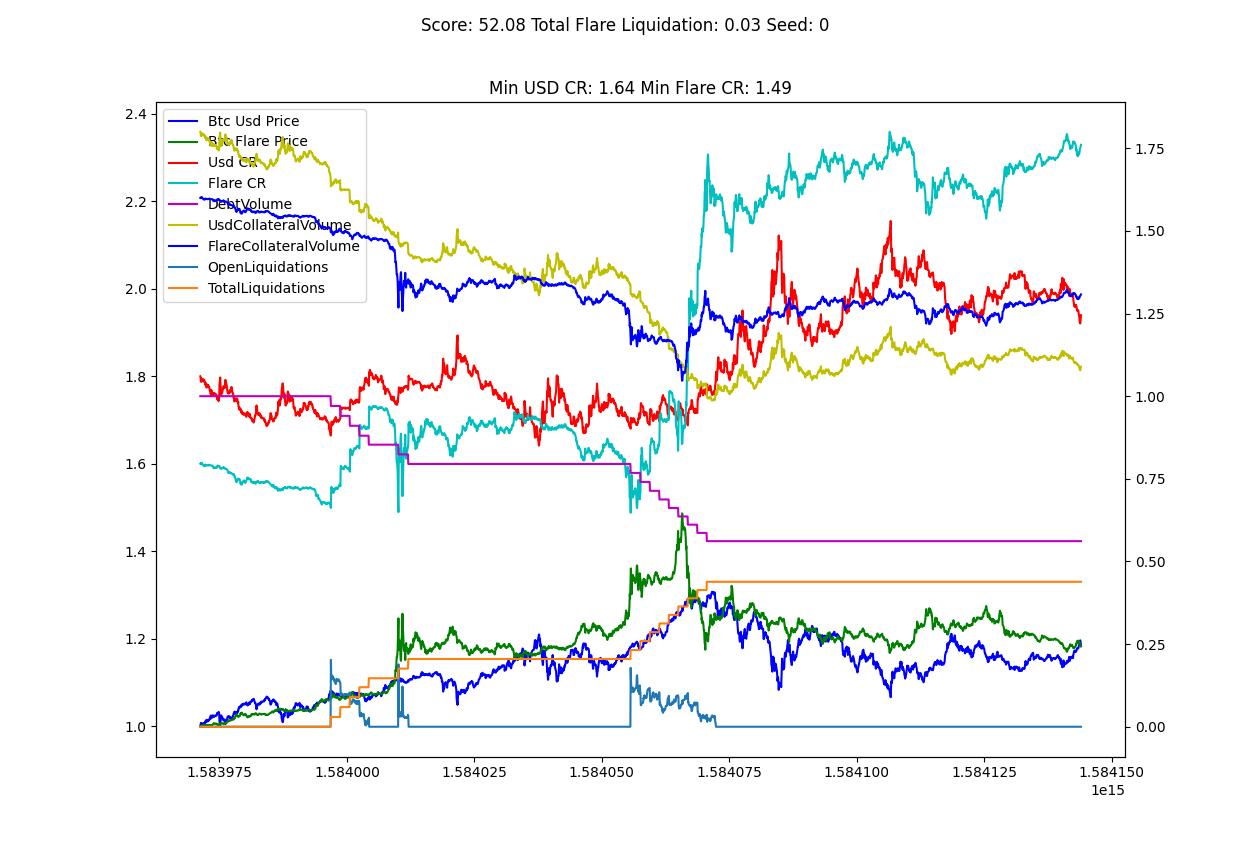 Score: 52.08 Total Flare Liquidation: 0.03 Seed: 0
Min USD CR: 1.64 Min Flare CR: 1.49
Btc Usd Price
Btc Flare Price
Usd CR
Flare CR
DebtVolume
UsdCollateralVolume
FlareCollateralVolume
OpenLiquidations
TotalLiquidations
2.4
2.2
2.0
1.8
1.6
1.4
1.2
1.0
1.75
1.50
1.25
1.00
0.75
0.50
0.25
0.00
1.583975 1.584000 1.584025 1.584050 1.584075 1.584100 1.584125 1.584150
1e15